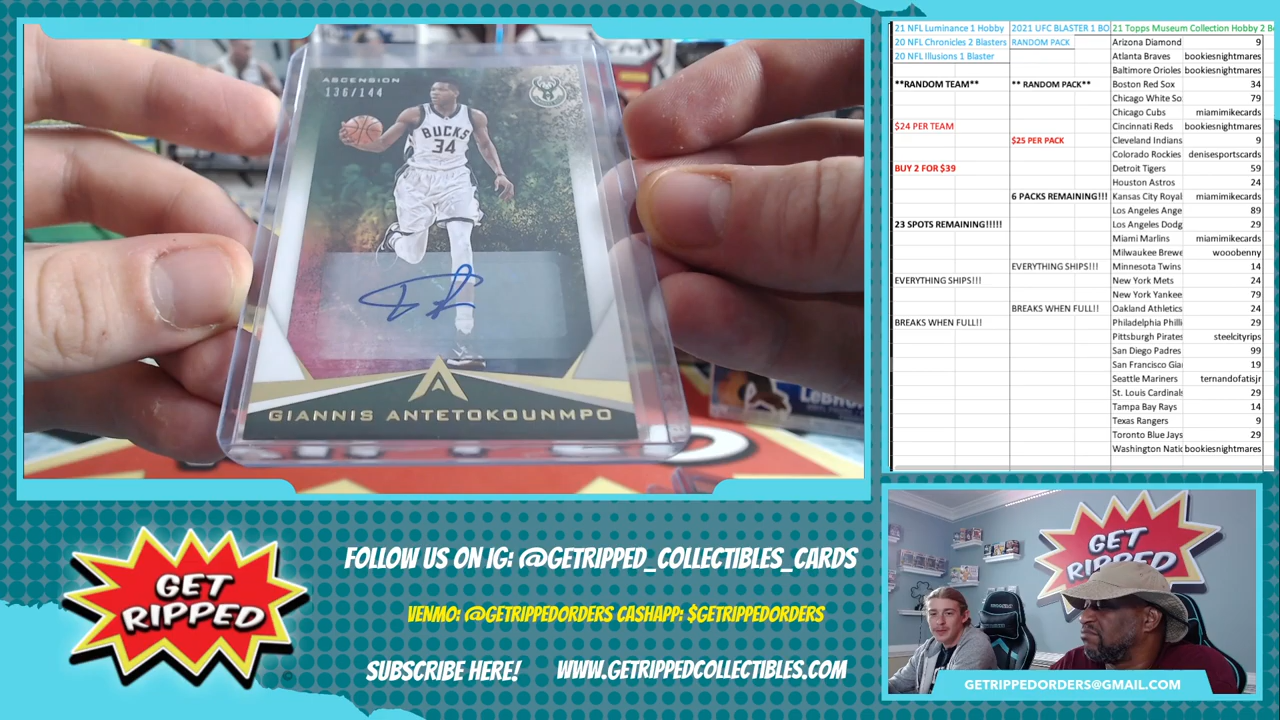 ASCENSION
136/144
BUCKS
34
GIANNIS ANTETOKOUNMPO
21 NFL Luminance 1 Hobby
20 NFL Chronicles 2 Blasters
20 NFL Illusions 1 Blaster
**RANDOM TEAM**
$24 PER TEAM
BUY 2 FOR $39
23 SPOTS REMAINING!!!!!
EVERYTHING SHIPS!!!
BREAKS WHEN FULL!!
2021 UFC BLASTER 1 BO
RANDOM PACK
** RANDOM PACK**
$25 PER PACK
6 PACKS REMAINING!!!
EVERYTHING SHIPS!!!
BREAKS WHEN FULL!!
21 Topps Museum Collection Hobby 2 B
Arizona Diamond 9
Atlanta Braves bookiesnightmares
Baltimore Orioles bookiesnightmares
Boston Red Sox 34
Chicago White So 79
Chicago Cubs miamimikecards
Cincinnati Reds bookiesnightmares
Cleveland Indians 9
Colorado Rockies denisesportscards
Detroit Tigers 59
Houston Astros 24
Kansas City Royal miamimikecards
Los Angeles Ange 89
Los Angeles Dodg 29
Miami Marlins miamimikecards
Milwaukee Brewe wooobenny
Minnesota Twins 14
New York Mets 24
New York Yankee 79
Oakland Athletics 24
Philadelphia Philli 29
Pittsburgh Pirates steelcityrips
San Diego Padres 99
San Francisco Gia 19
Seattle Mariners ternandofatisjr
St. Louis Cardinals 29
Tampa Bay Rays 14
Texas Rangers 9
Toronto Blue Jays 29
Washington Natic bookiesnightmares
GET
RIPPED
FOLLOW US ON IG: @GETRIPPED_COLLECTIBLES_CARDS
VENMO: @GETRIPPEDORDERS CASHAPP: $GETRIPPEDORDERS
SUBSCRIBE HERE! WWW.GETRIPPEDCOLLECTIBLES.COM
GET
RIPPED
GETRIPPEDORDERS@GMAIL.COM